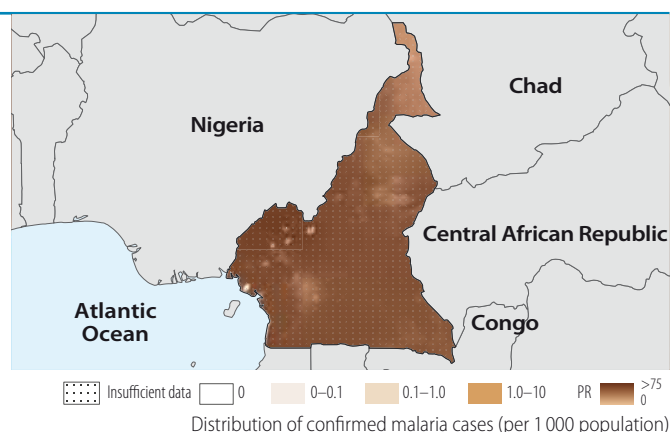 Chad
Nigeria
Central African Republic
Atlantic
Ocean
Congo
Insufficient data 0 0–0.1 0.1–1.0 1.0–10 PR >75
0
Distribution of confirmed malaria cases (per 1 000 population)